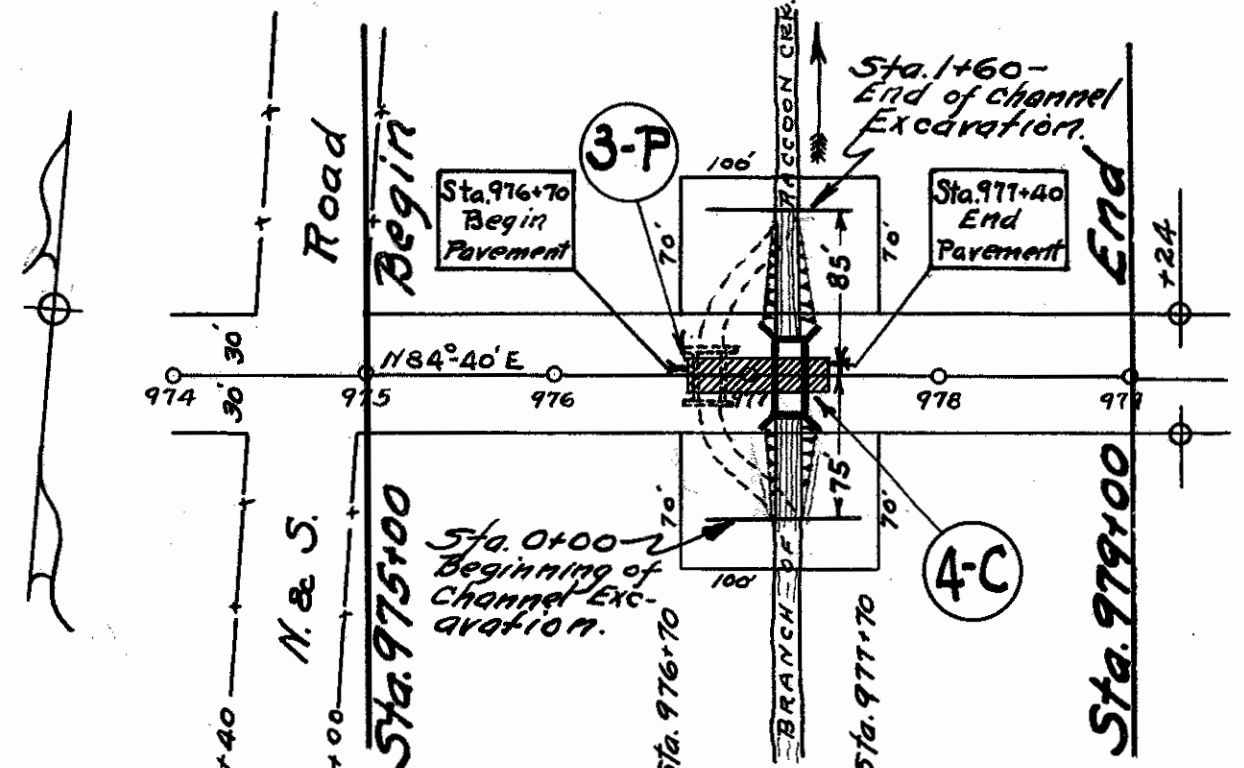 RACCOON CRK.
Sta. 1+60-
End of channel
Excavation.
3-P
100'
Sta. 976+70
Begin
Pavement
Sta. 977+40
End
Pavement
Road
Begin
End
+24
70'
70'
85'
30'
30'
N84°-40'E
974
975
976
977
978
979
75'
70'
70'
Sta. 0+00-
Beginning of
Channel Exc-
avation.
100'
4-C
N. & S.
Sta. 975+00
Sta. 976+70
BRANCH - OF
Sta. 977+70
Sta. 979+00
+40
+00